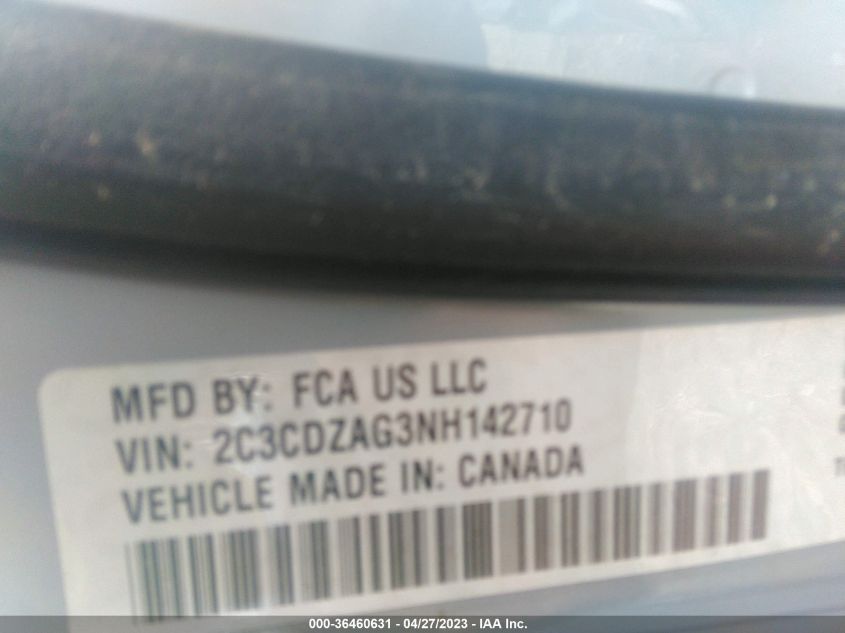 MFD BY: FCA US LLC
VIN: 2C3CDZAG3NH142710
VEHICLE MADE IN: CANADA
000-36460631 - 04/27/2023 - IAA Inc.